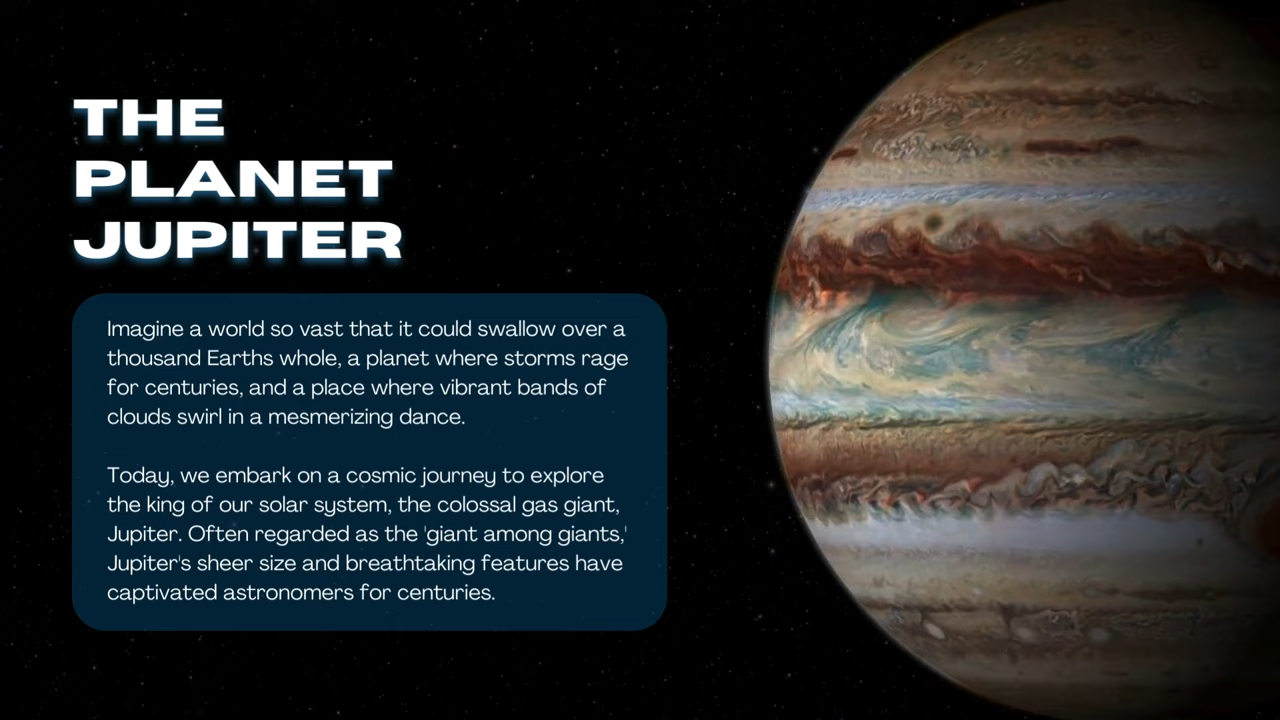 THE
PLANET
JUPITER
Imagine a world so vast that it could swallow over a
thousand Earths whole, a planet where storms rage
for centuries, and a place where vibrant bands of
clouds swirl in a mesmerizing dance.
Today, we embark on a cosmic journey to explore
the king of our solar system, the colossal gas giant,
Jupiter. Often regarded as the 'giant among giants,'
Jupiter's sheer size and breathtaking features have
captivated astronomers for centuries.